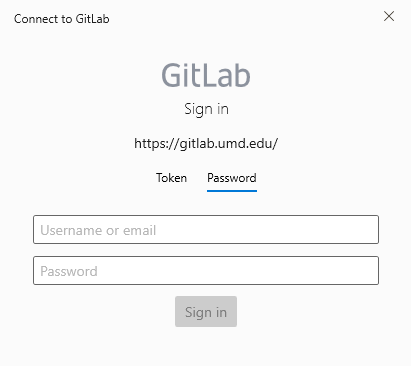 Connect to GitLab
GitLab
Sign in
https://gitlab.umd.edu/
Token Password
Username or email
Password
Sign in